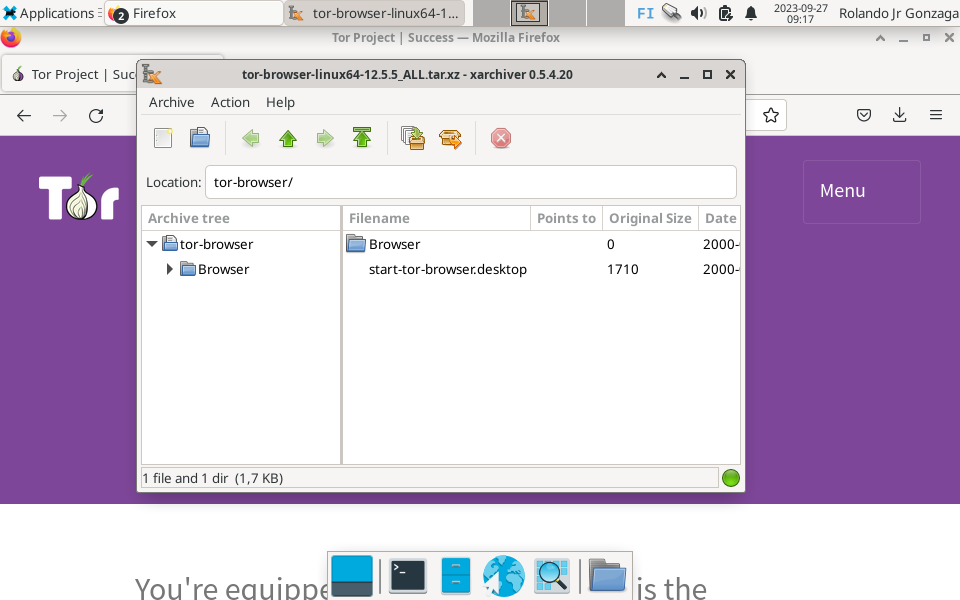 Applications
2 Firefox
tor-browser-linux64-1...
FI
2023-09-27
09:17
Rolando Jr Gonzaga
Tor Project | Success — Mozilla Firefox
Tor Project | Suc
tor-browser-linux64-12.5.5_ALL.tar.xz - xarchiver 0.5.4.20
Archive Action Help
Location: tor-browser/
Archive tree Filename Points to Original Size Date
tor-browser Browser 0 2000-
Browser start-tor-browser.desktop 1710 2000-
1 file and 1 dir (1,7 KB)
Tor
Menu
You're equippe is the